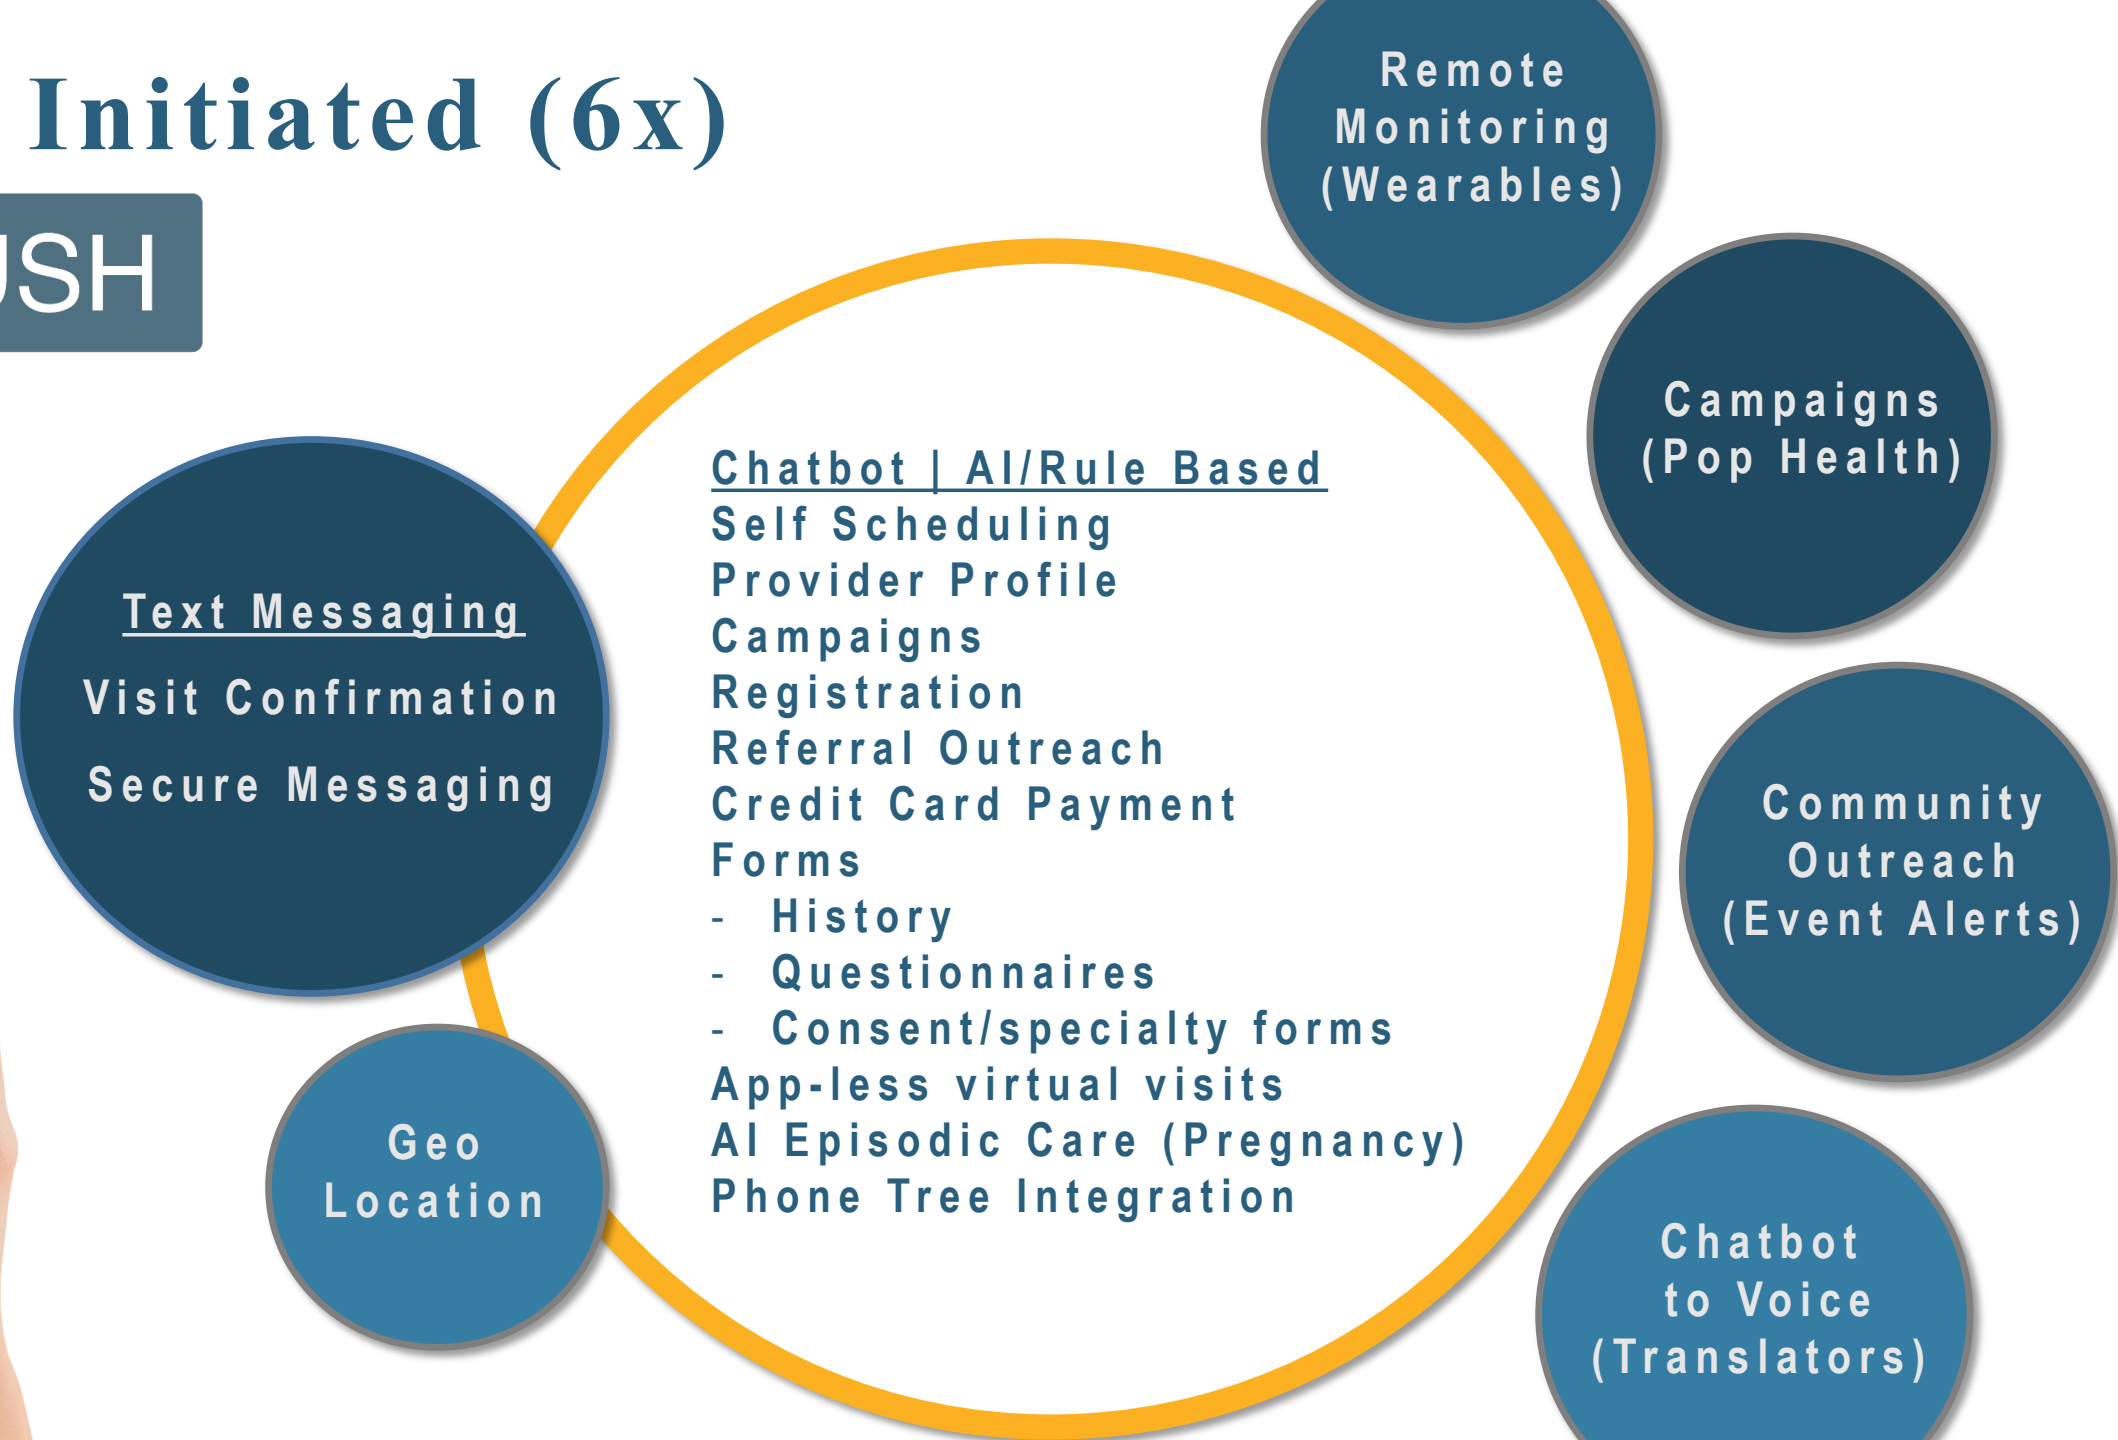 Initiated (6x)
USH
Remote
Monitoring
(Wearables)
Campaigns
(Pop Health)
Text Messaging
Visit Confirmation
Secure Messaging
Chatbot | AI/Rule Based
Self Scheduling
Provider Profile
Campaigns
Registration
Referral Outreach
Credit Card Payment
Forms
- History
- Questionnaires
- Consent/specialty forms
App-less virtual visits
AI Episodic Care (Pregnancy)
Phone Tree Integration
Community
Outreach
(Event Alerts)
Geo
Location
Chatbot
to Voice
(Translators)